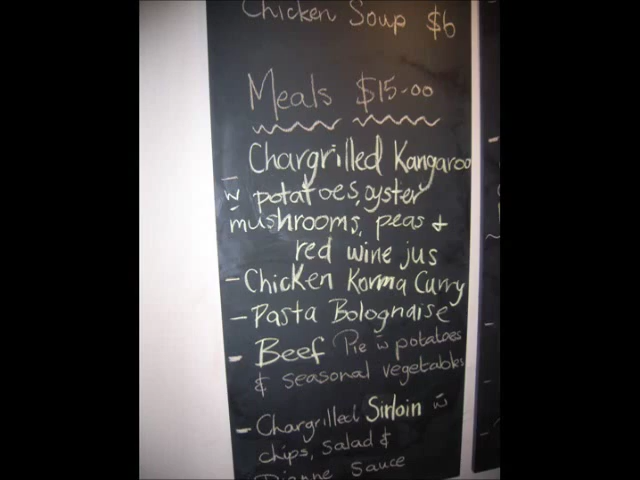 Chicken Soup $6
Meals $15-00
Chargrilled Kangaroo
w̄ potatoes, oyster
mushrooms, peas &
red wine jus
- Chicken Korma Curry
- Pasta Bolognaise
- Beef Pie w̄ potatoes
& seasonal vegetables
- Chargrilled Sirloin w̄
chips, salad &
Dianne Sauce